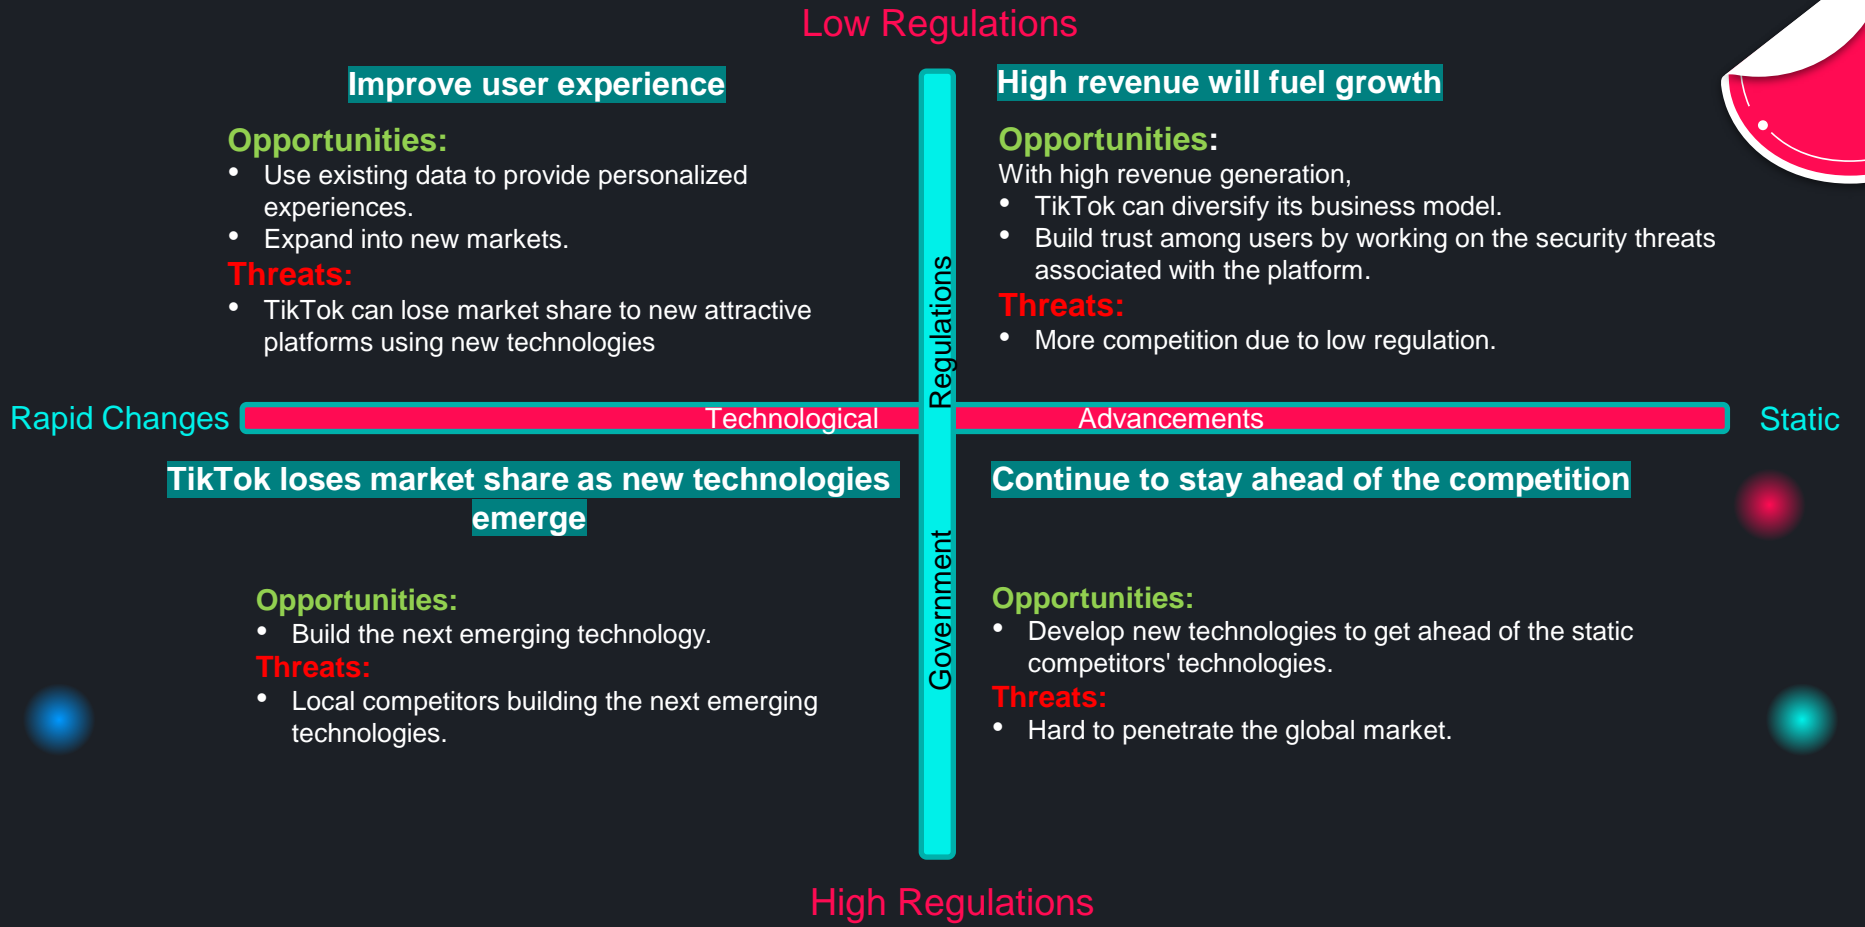 Low Regulations
Improve user experience
Opportunities:
• Use existing data to provide personalized
experiences.
• Expand into new markets.
Threats:
• TikTok can lose market share to new attractive
platforms using new technologies
High revenue will fuel growth
Opportunities:
With high revenue generation,
• TikTok can diversify its business model.
• Build trust among users by working on the security threats
associated with the platform.
Threats:
• More competition due to low regulation.
Rapid Changes
Technological Advancements
Static
Government Regulations
TikTok loses market share as new technologies
emerge
Opportunities:
• Build the next emerging technology.
Threats:
• Local competitors building the next emerging
technologies.
Continue to stay ahead of the competition
Opportunities:
• Develop new technologies to get ahead of the static
competitors' technologies.
Threats:
• Hard to penetrate the global market.
High Regulations